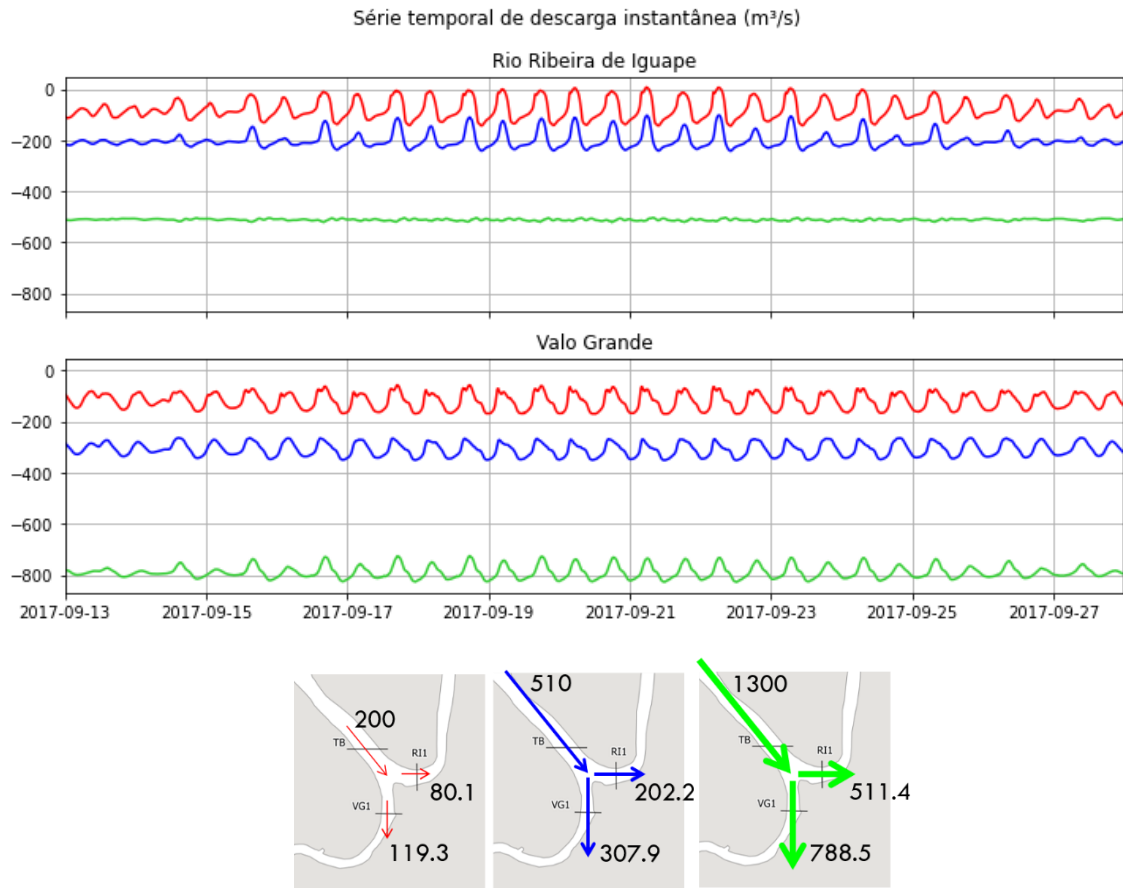 Série temporal de descarga instantânea (m³/s)
Rio Ribeira de Iguape
0
−200
−400
−600
−800
Valo Grande
0
−200
−400
−600
−800
2017-09-13 2017-09-15 2017-09-17 2017-09-19 2017-09-21 2017-09-23 2017-09-25 2017-09-27
200
TB
RI1
80.1
VG1
119.3
510
TB
RI1
202.2
VG1
307.9
1300
TB
RI1
511.4
VG1
788.5